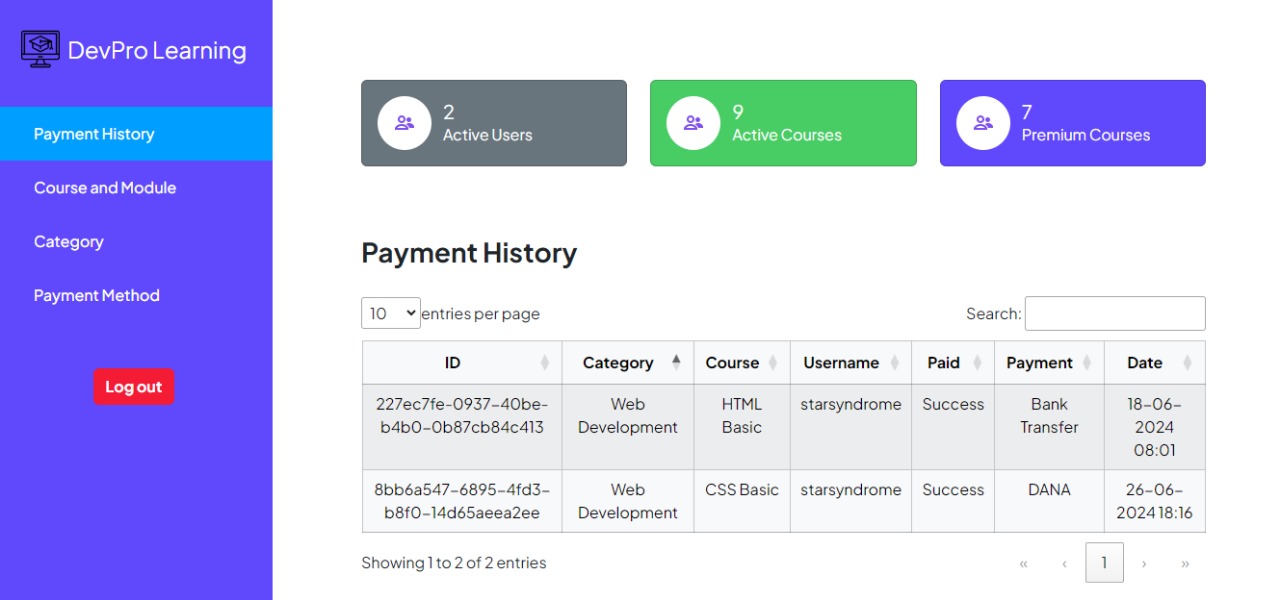 DevPro Learning
Payment History
Course and Module
Category
Payment Method
Log out
2
Active Users
9
Active Courses
7
Premium Courses
Payment History
10 entries per page
Search:
ID Category Course Username Paid Payment Date
227ec7fe-0937-40be- Web HTML starsyndrome Success Bank 18-06-
b4b0-0b87cb84c413 Development Basic Transfer 2024
08:01
8bb6a547-6895-4fd3- Web CSS Basic starsyndrome Success DANA 26-06-
b8f0-14d65aeea2ee Development 2024 18:16
Showing 1 to 2 of 2 entries
« ‹ 1 › »